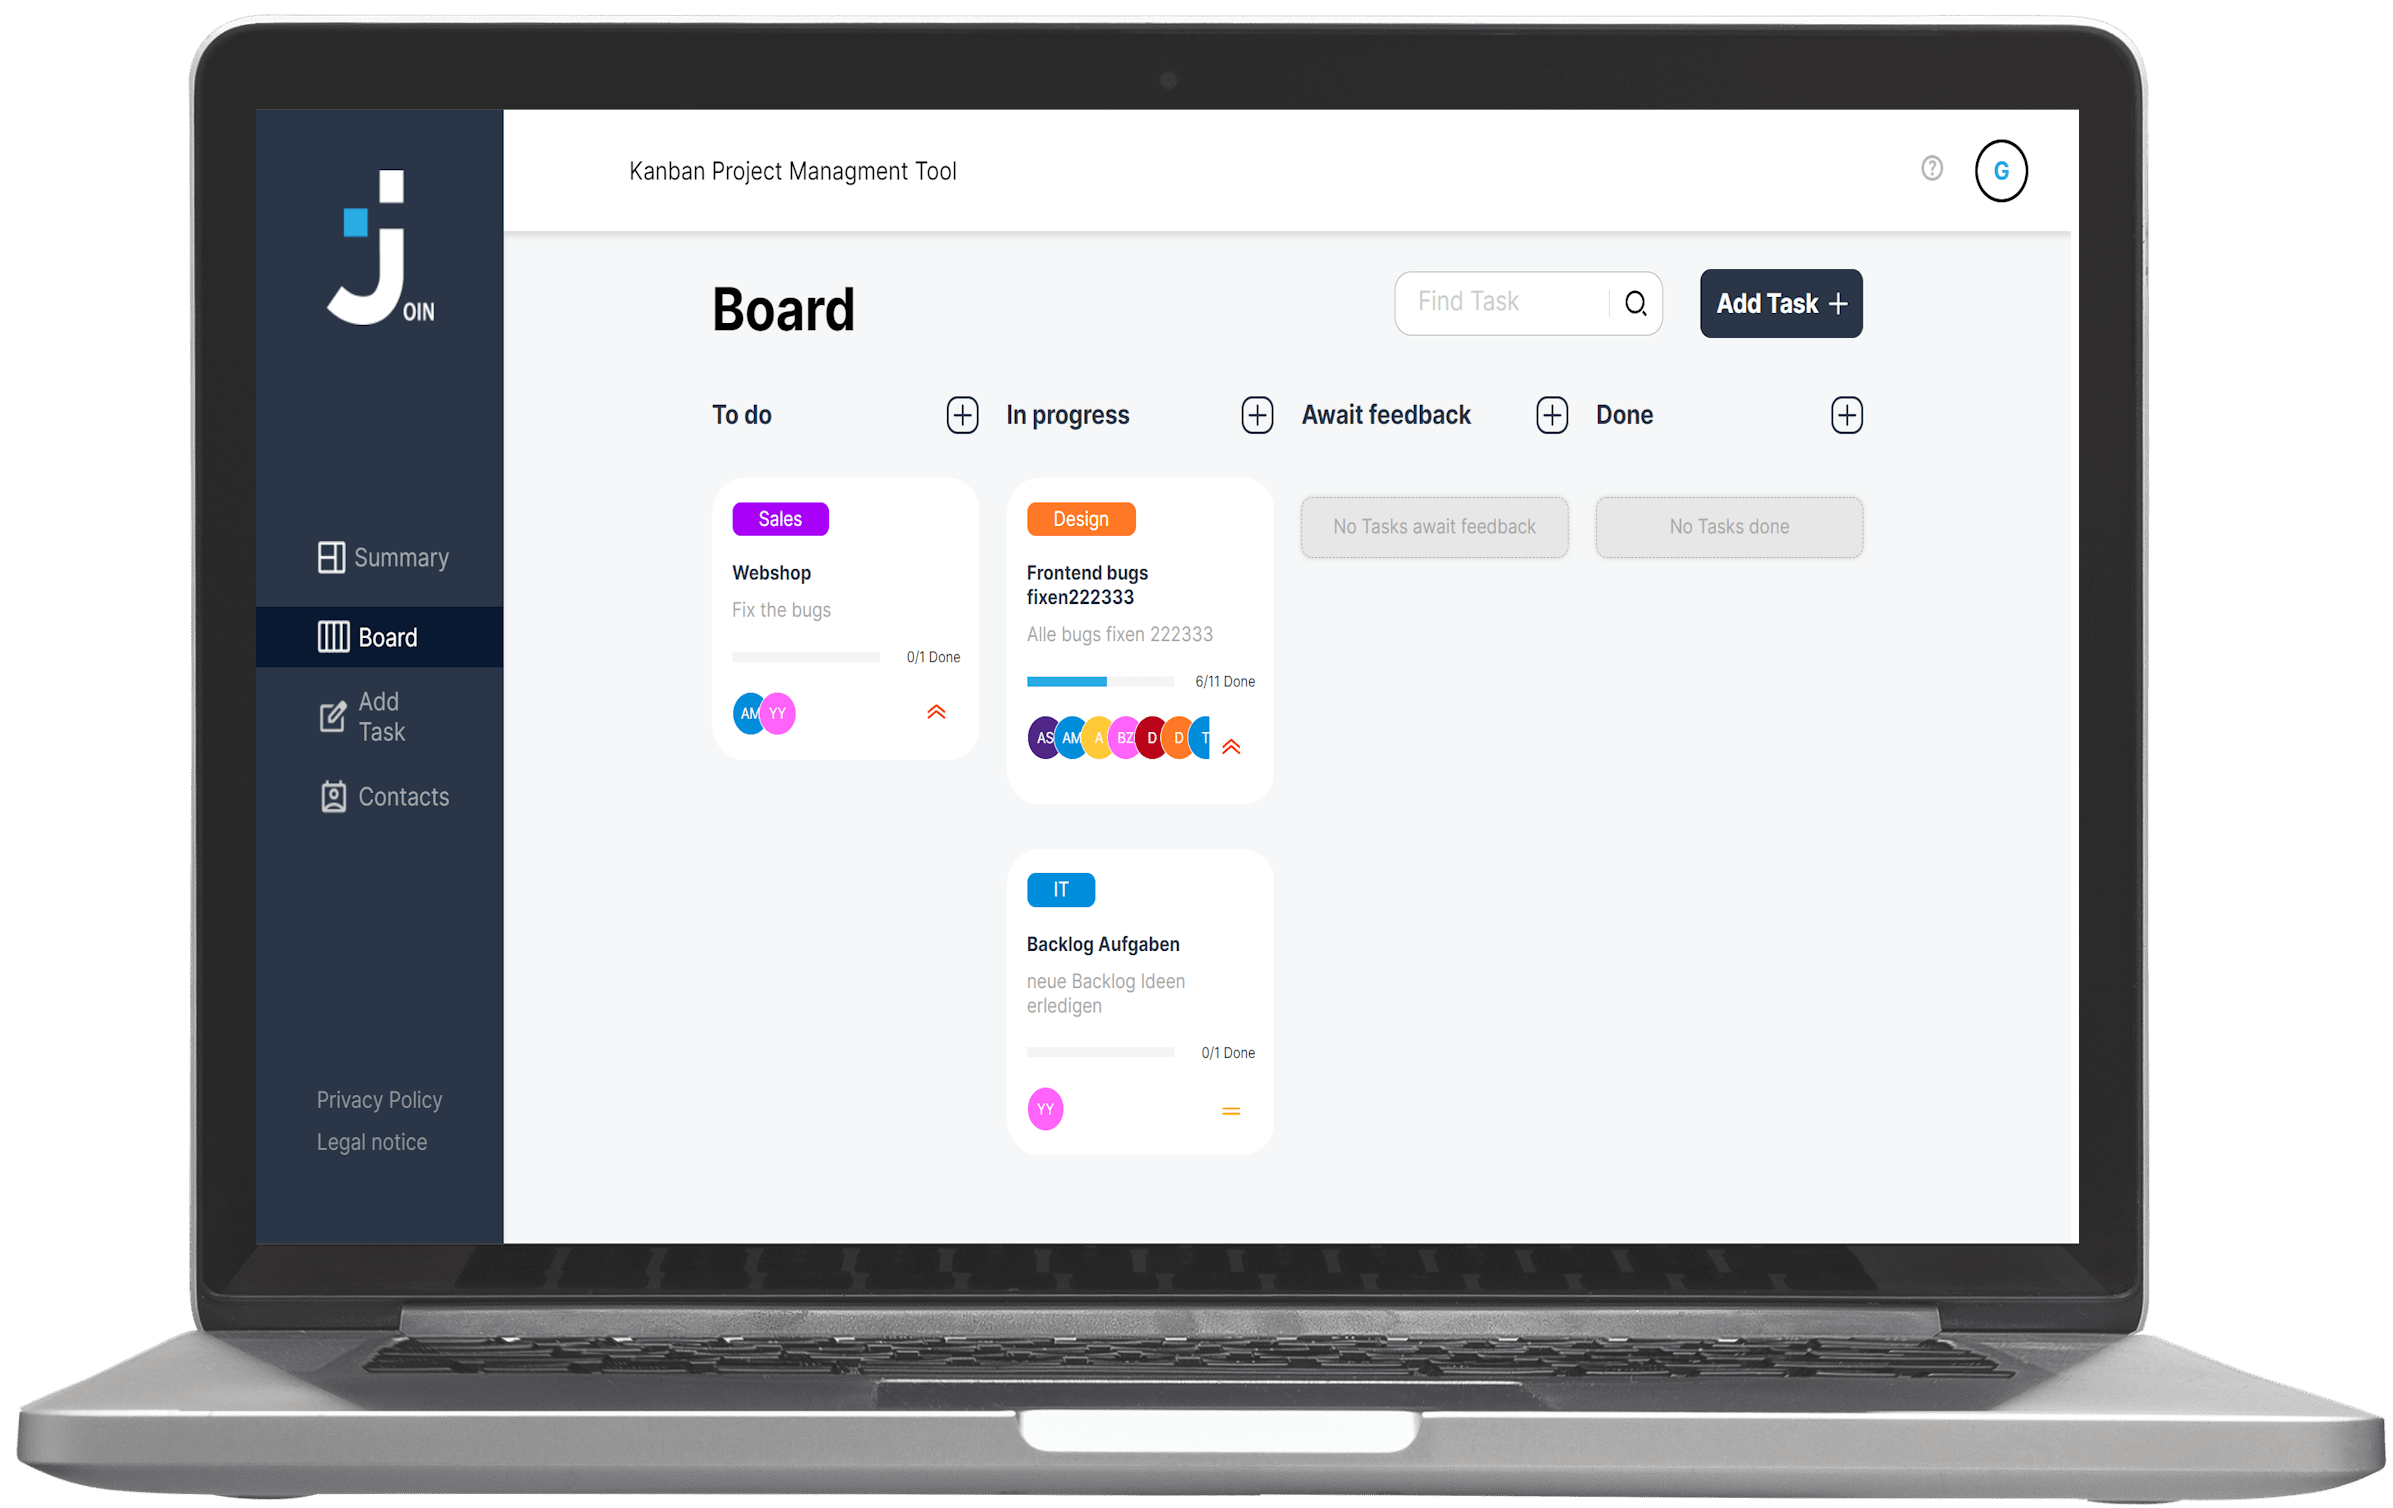 OIN
Summary
Board
Add
Task
Contacts
Privacy Policy
Legal notice
Kanban Project Managment Tool
?
G
Board
Find Task
Add Task +
To do
In progress
Await feedback
Done
Sales
Webshop
Fix the bugs
0/1 Done
AM YY
Design
Frontend bugs
fixen222333
Alle bugs fixen 222333
6/11 Done
AS AM A BZ D D T
IT
Backlog Aufgaben
neue Backlog Ideen
erledigen
0/1 Done
YY
No Tasks await feedback
No Tasks done